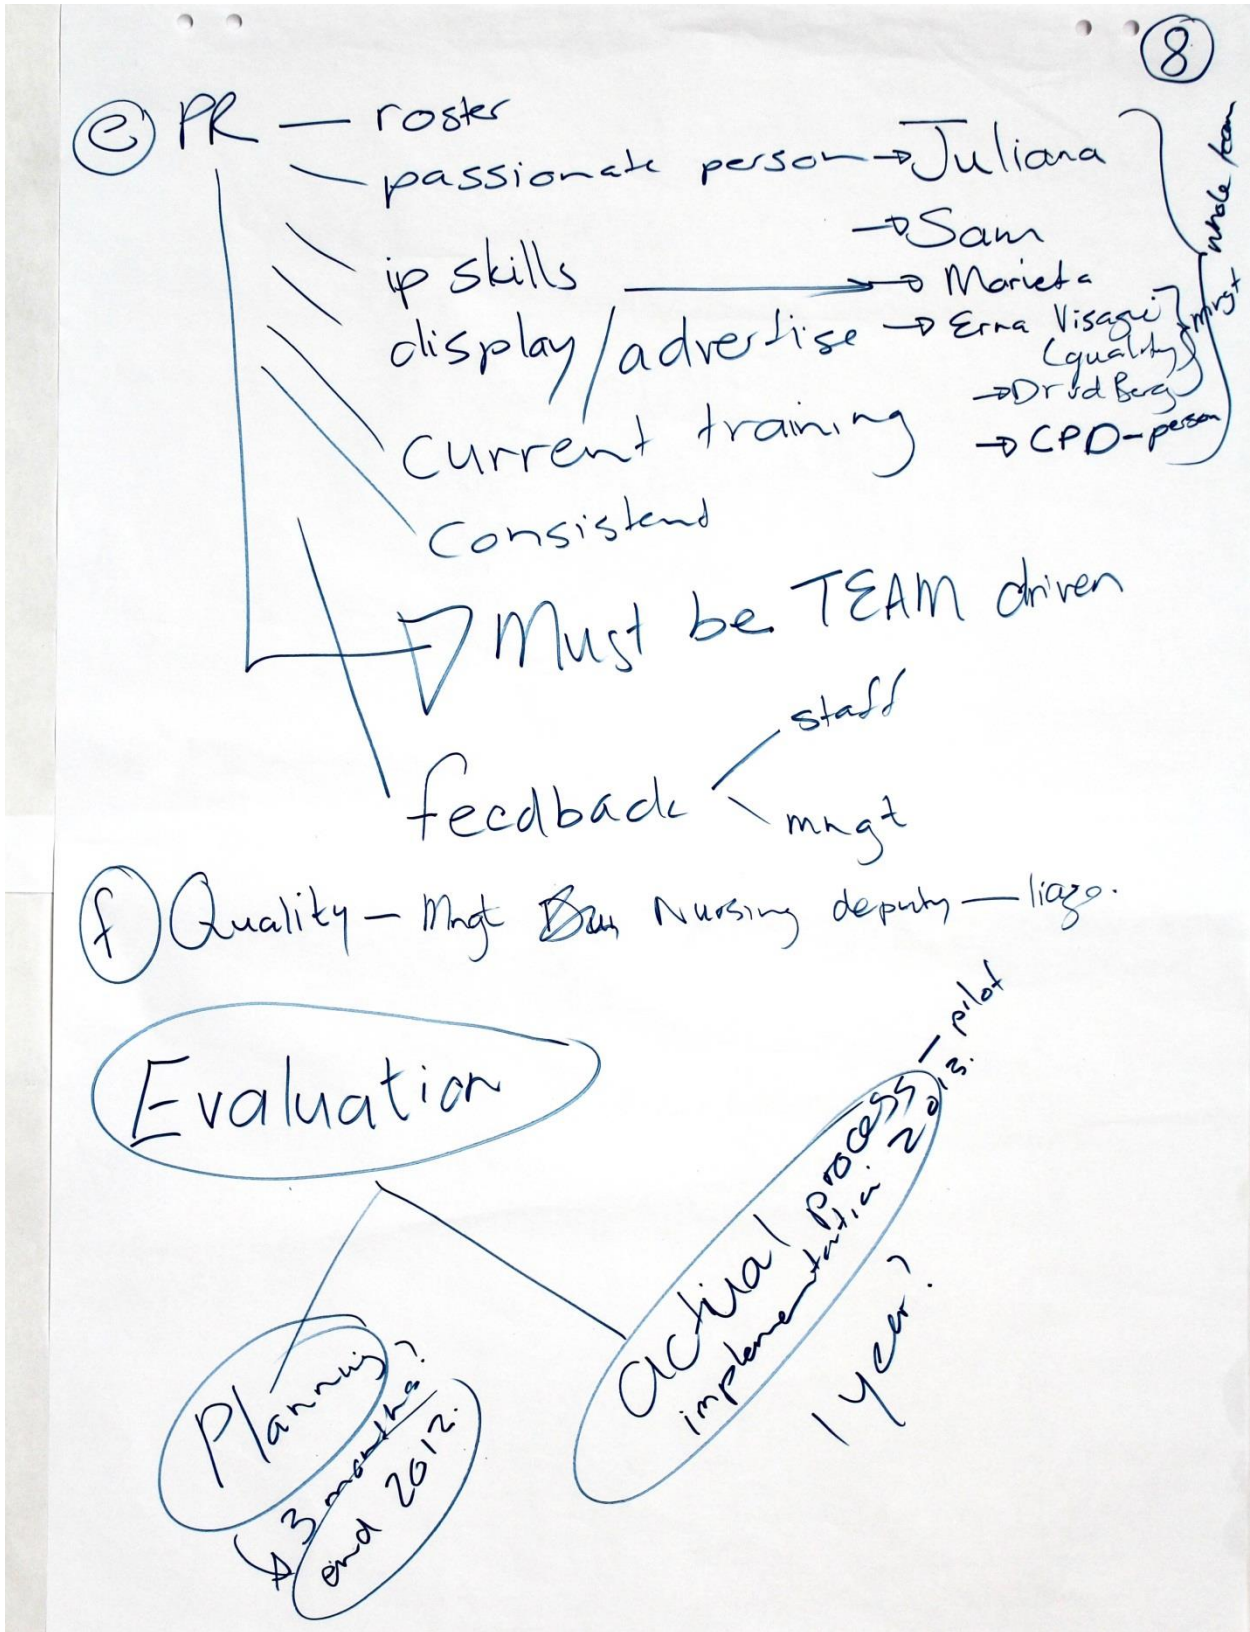 8
e PR — roster
passionate person → Juliana
→ Sam
ip skills → Marieta
display/advertise → Erna Visagie
(quality)
→ Dr vd Berg
Current training → CPD-person
mngt
whole team
Consistend
Must be TEAM driven
feedback
staff
mngt
f Quality — Mngt Nursing deputy —
Evaluation
Planning
3 months?
end 2012.
actual process — pilot
implementation 2013.
1 year?